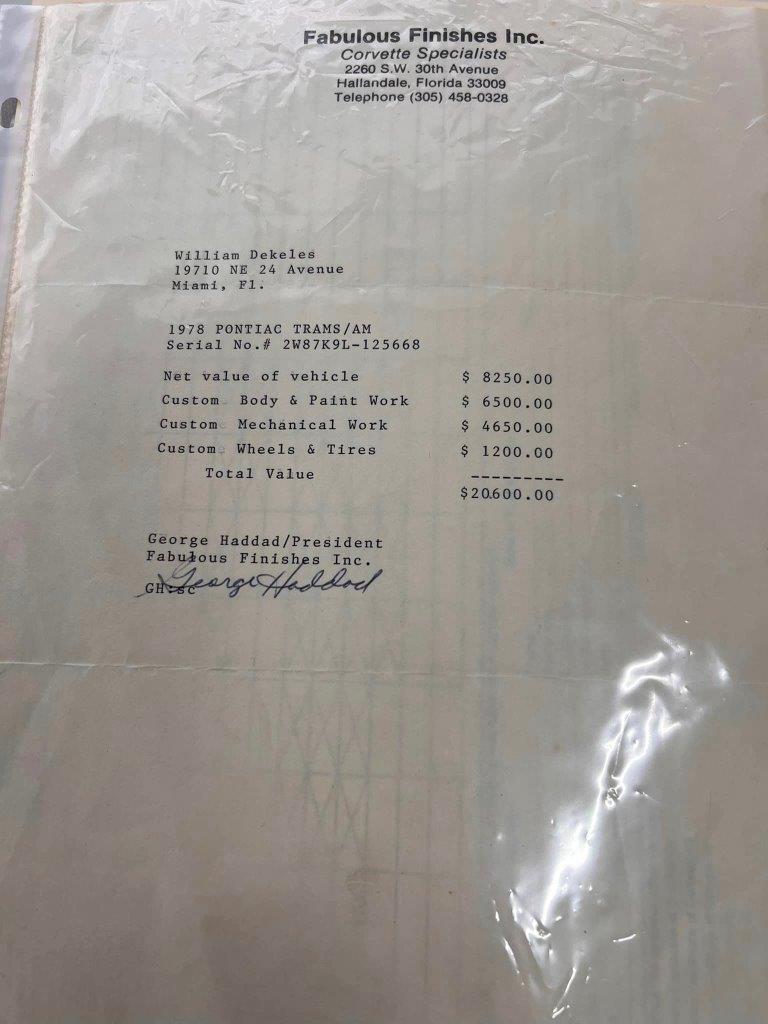 Fabulous Finishes Inc.
Corvette Specialists
2260 S.W. 30th Avenue
Hallandale, Florida 33009
Telephone (305) 458-0328
William Dekeles
19710 NE 24 Avenue
Miami, Fl.
1978 PONTIAC TRAMS/AM
Serial No.# 2W87K9L-125668
Net value of vehicle $ 8250.00
Custom Body & Paint Work $ 6500.00
Custom Mechanical Work $ 4650.00
Custom Wheels & Tires $ 1200.00
Total Value ---------
$20600.00
George Haddad/President
Fabulous Finishes Inc.
George Haddad
GH:sc